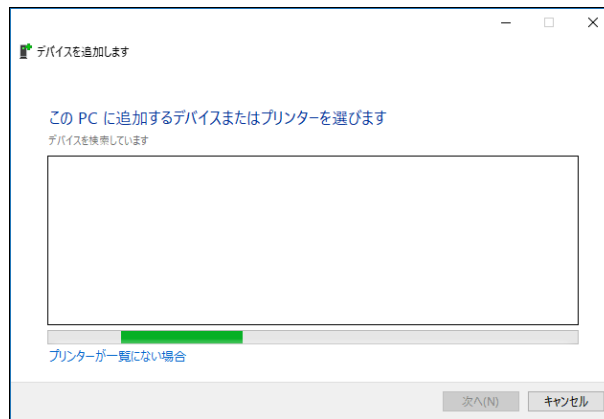 デバイスを追加します
この PC に追加するデバイスまたはプリンターを選びます
デバイスを検索しています
プリンターが一覧にない場合
次へ(N)
キャンセル